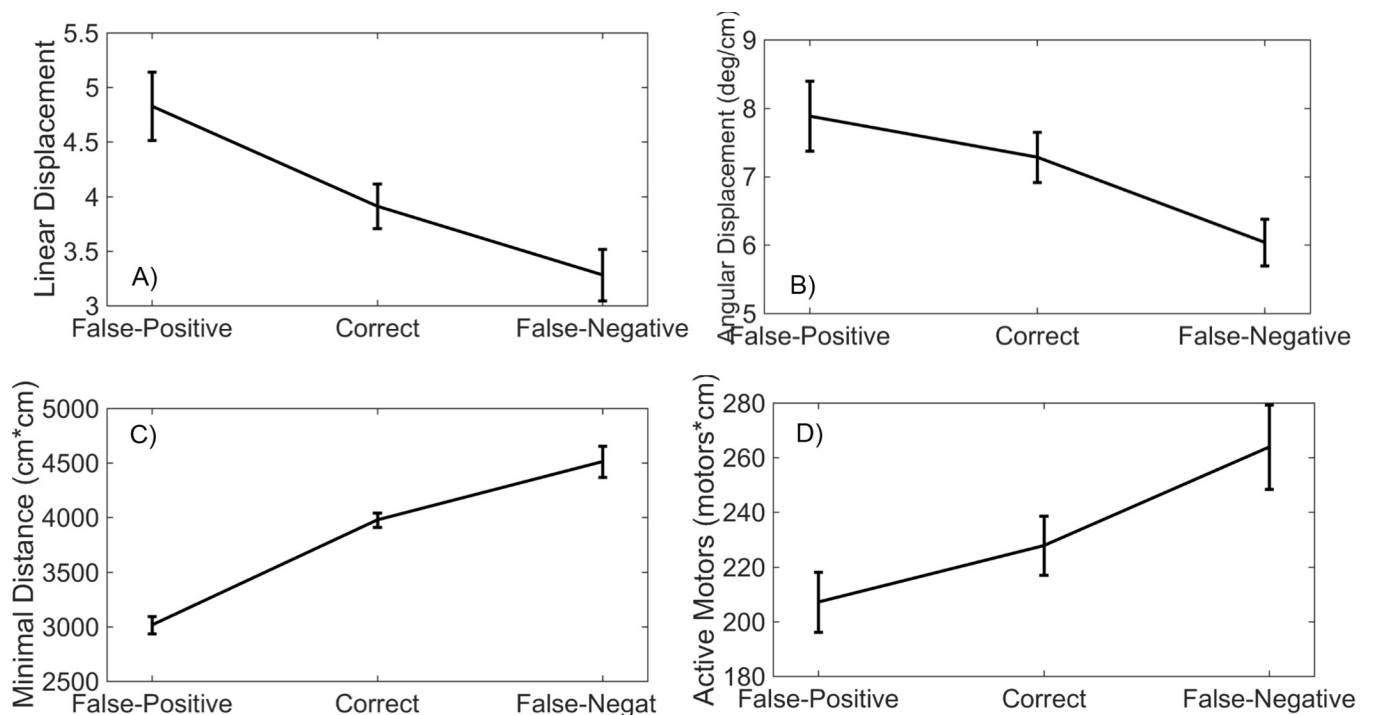 Linear Displacement
5.5
5
4.5
4
3.5
3
A)
False-Positive Correct False-Negative
Angular Displacement (deg/cm)
9
8
7
6
5
B)
False-Positive Correct False-Negative
Minimal Distance (cm*cm)
5000
4500
4000
3500
3000
2500
C)
False-Positive Correct False-Negat
Active Motors (motors*cm)
280
260
240
220
200
180
D)
False-Positive Correct False-Negative